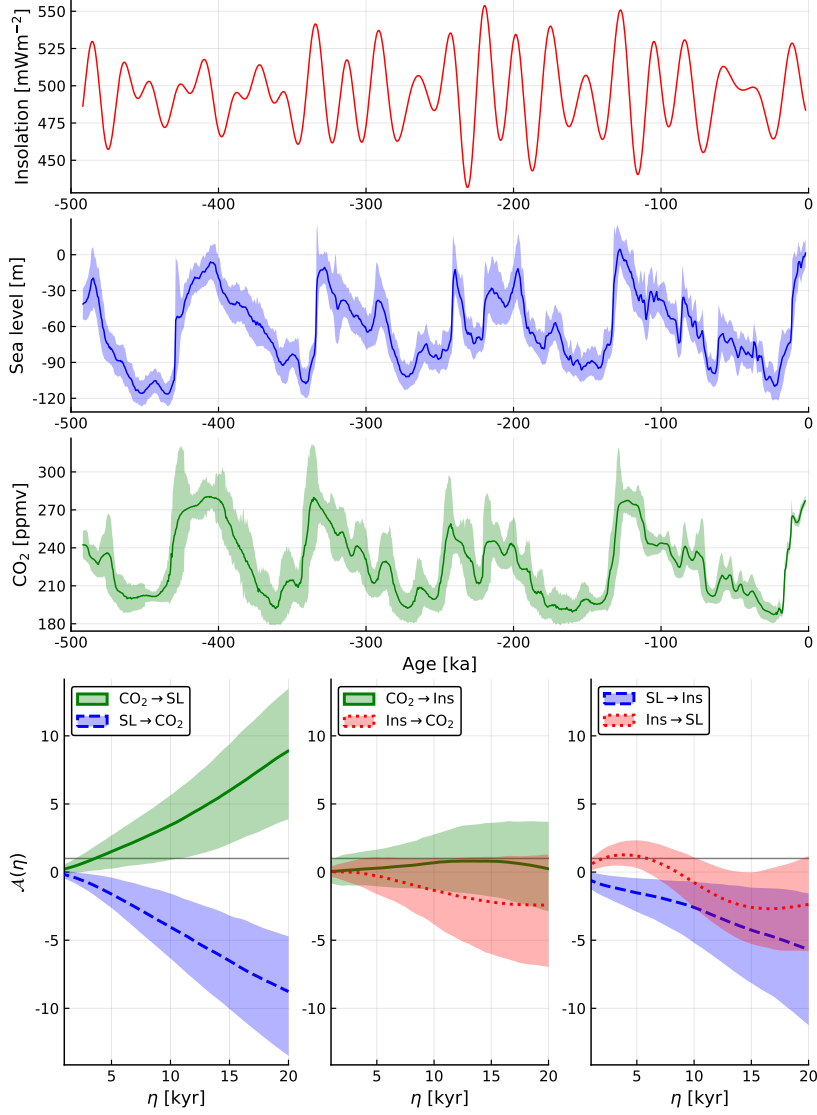 Insolation [mWm⁻²]
550
500
475
450
-500 -400 -300 -200 -100 0
Sea level [m]
0
-30
-60
-90
-120
-500 -400 -300 -200 -100 0
CO₂ [ppmv]
300
270
240
210
180
-500 -400 -300 -200 -100 0
Age [ka]
CO₂→SL
SL→CO₂
CO₂→Ins
Ins→CO₂
SL→Ins
Ins→SL
𝒜(η)
10
5
0
-5
-10
10
5
0
-5
-10
10
5
0
-5
-10
5 10 15 20
5 10 15 20
5 10 15 20
η [kyr]
η [kyr]
η [kyr]